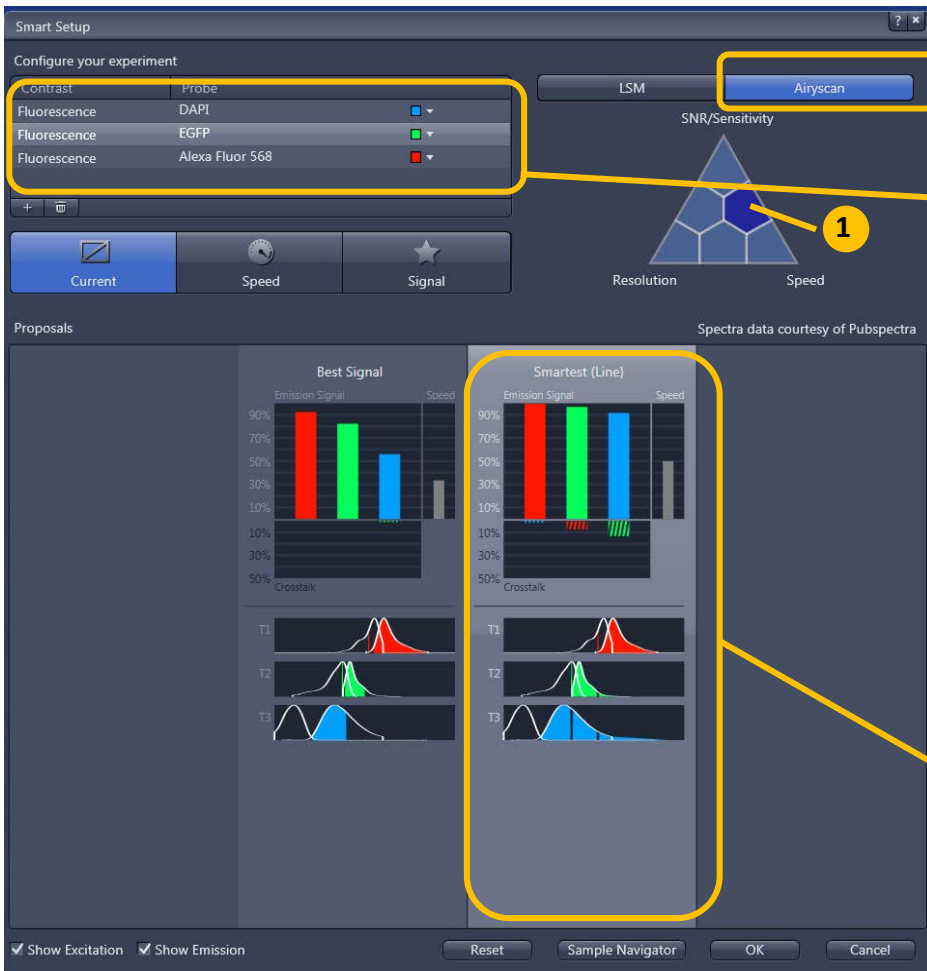 Smart Setup ? ×
Configure your experiment
Contrast Probe
Fluorescence DAPI
Fluorescence EGFP
Fluorescence Alexa Fluor 568
+
LSM Airyscan
SNR/Sensitivity
1
Resolution Speed
Current Speed Signal
Proposals Spectra data courtesy of Pubspectra
Best Signal
Emission Signal Speed
90%
70%
50%
30%
10%
10%
30%
50%
Crosstalk
T1
T2
T3
Smartest (Line)
Emission Signal Speed
90%
70%
50%
30%
10%
10%
30%
50%
Crosstalk
T1
T2
T3
Show Excitation Show Emission Reset Sample Navigator OK Cancel